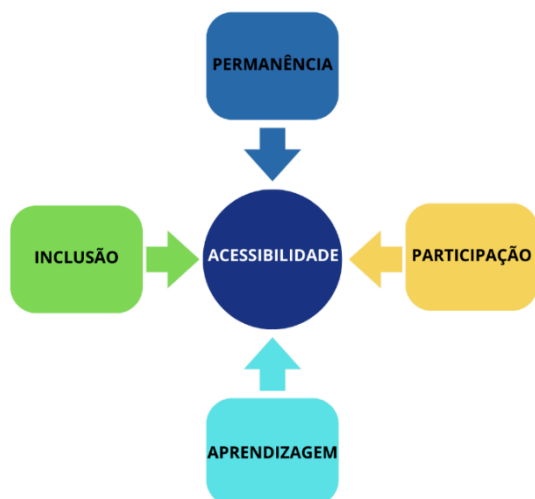 PERMANÊNCIA
INCLUSÃO
ACESSIBILIDADE
PARTICIPAÇÃO
APRENDIZAGEM